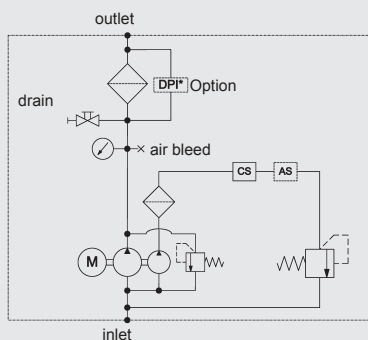 outlet
DPI* Option
drain
air bleed
CS AS
M
inlet